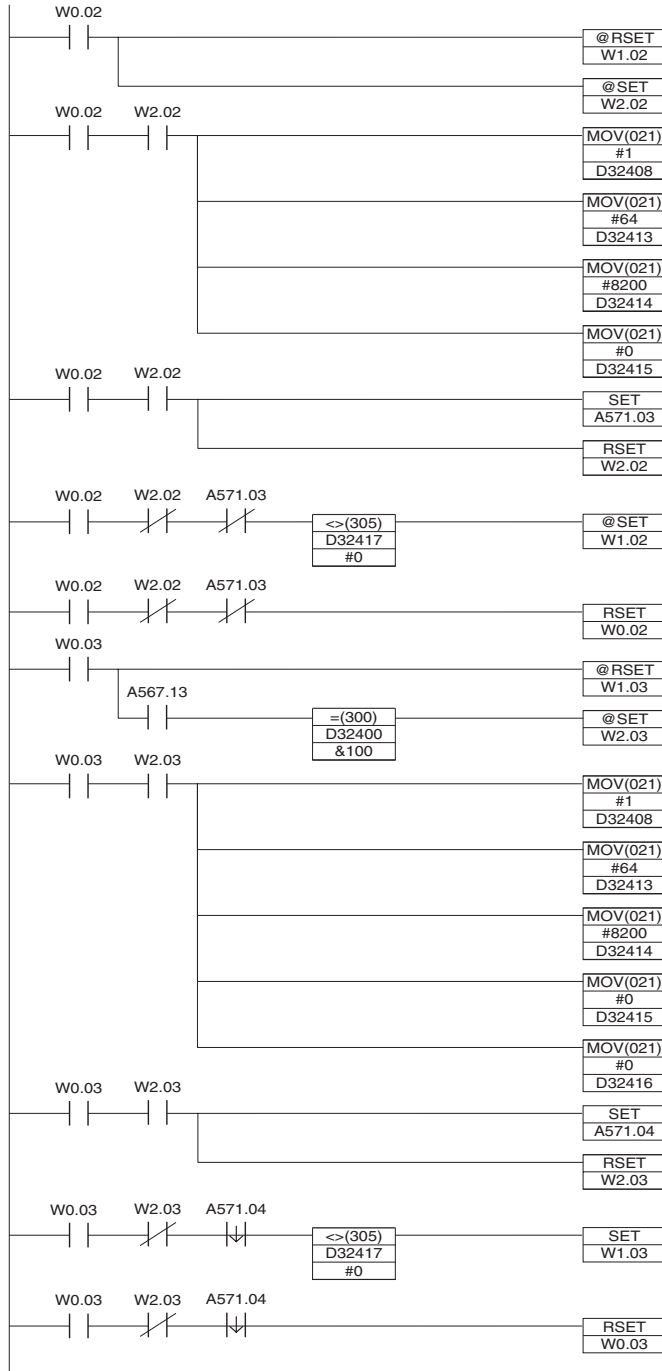 W0.02
@RSET
W1.02
@SET
W2.02
W0.02 W2.02
MOV(021)
#1
D32408
MOV(021)
#64
D32413
MOV(021)
#8200
D32414
MOV(021)
#0
D32415
W0.02 W2.02
SET
A571.03
RSET
W2.02
W0.02 W2.02 A571.03
<>(305)
D32417
#0
@SET
W1.02
W0.02 W2.02 A571.03
RSET
W0.02
W0.03
@RSET
W1.03
A567.13
=(300)
D32400
&100
@SET
W2.03
W0.03 W2.03
MOV(021)
#1
D32408
MOV(021)
#64
D32413
MOV(021)
#8200
D32414
MOV(021)
#0
D32415
MOV(021)
#0
D32416
W0.03 W2.03
SET
A571.04
RSET
W2.03
W0.03 W2.03 A571.04
<>(305)
D32417
#0
SET
W1.03
W0.03 W2.03 A571.04
RSET
W0.03